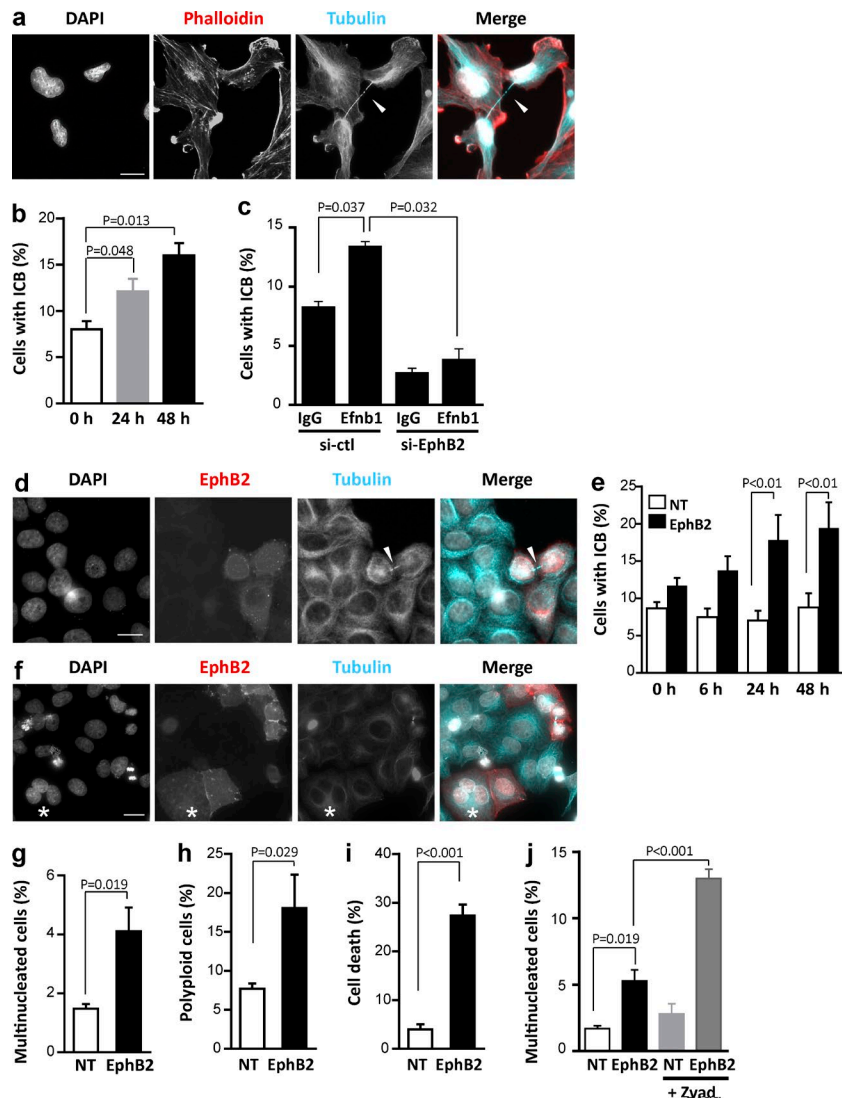 a
DAPI Phalloidin Tubulin Merge
b
Cells with ICB (%)
20
15
10
5
0
P=0.013
P=0.048
0 h 24 h 48 h
c
Cells with ICB (%)
15
10
5
0
P=0.037 P=0.032
IgG Efnb1 IgG Efnb1
si-ctl si-EphB2
d
DAPI EphB2 Tubulin Merge
e
Cells with ICB (%)
25
20
15
10
5
0
NT
EphB2
P<0.01 P<0.01
0 h 6 h 24 h 48 h
f
DAPI EphB2 Tubulin Merge
* * *
g
Multinucleated cells (%)
6
4
2
0
P=0.019
NT EphB2
h
Polyploid cells (%)
25
20
15
10
5
0
P=0.029
NT EphB2
i
Cell death (%)
40
30
20
10
0
P<0.001
NT EphB2
j
Multinucleated cells (%)
15
10
5
0
P<0.001
P=0.019
NT EphB2 NT EphB2
+ Zvad